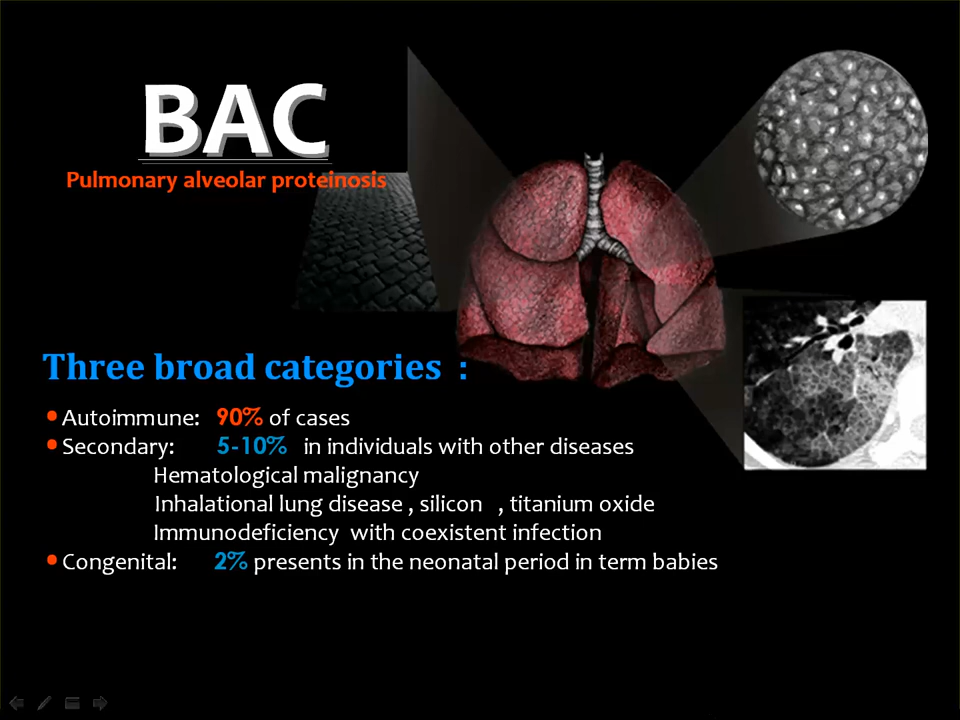 BAC
Pulmonary alveolar proteinosis
Three broad categories :
• Autoimmune: 90% of cases
• Secondary: 5-10% in individuals with other diseases
Hematological malignancy
Inhalational lung disease , silicon , titanium oxide
Immunodeficiency with coexistent infection
• Congenital: 2% presents in the neonatal period in term babies